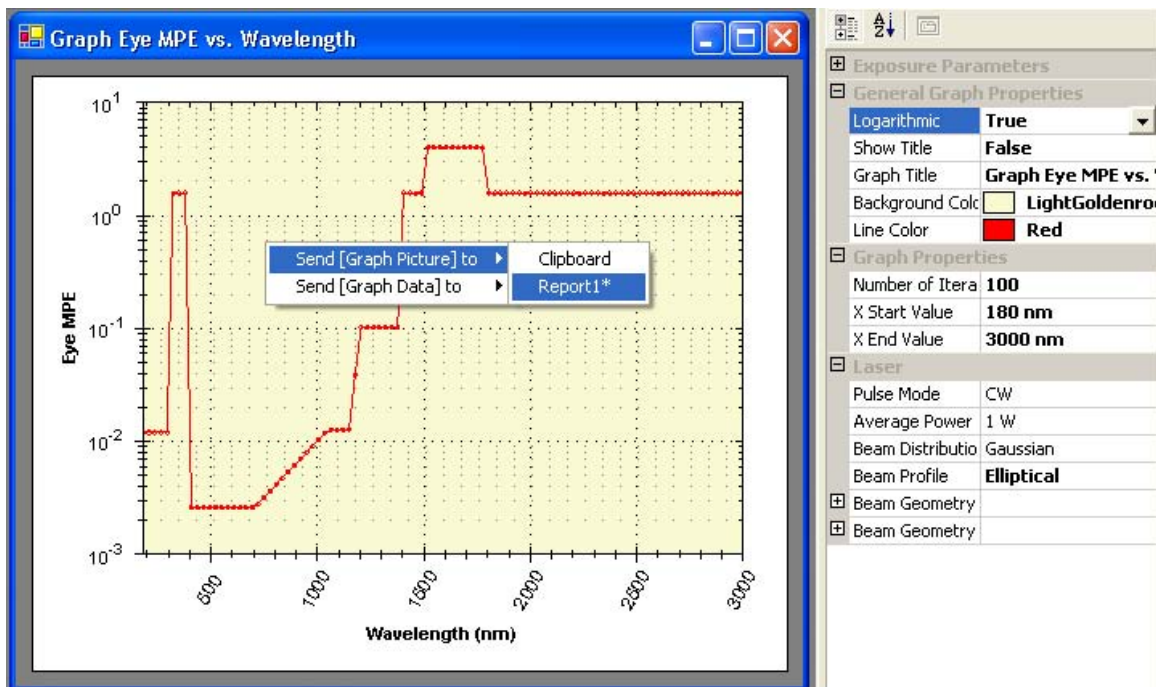 Graph Eye MPE vs. Wavelength
10^1
10^0
10^-1
10^-2
10^-3
Eye MPE
500
1000
1500
2000
2500
3000
Wavelength (nm)
Send [Graph Picture] to
Send [Graph Data] to
Clipboard
Report1*
Exposure Parameters
General Graph Properties
Logarithmic True
Show Title False
Graph Title Graph Eye MPE vs. '
Background Colc LightGoldenroc
Line Color Red
Graph Properties
Number of Itera 100
X Start Value 180 nm
X End Value 3000 nm
Laser
Pulse Mode CW
Average Power 1 W
Beam Distributio Gaussian
Beam Profile Elliptical
Beam Geometry
Beam Geometry